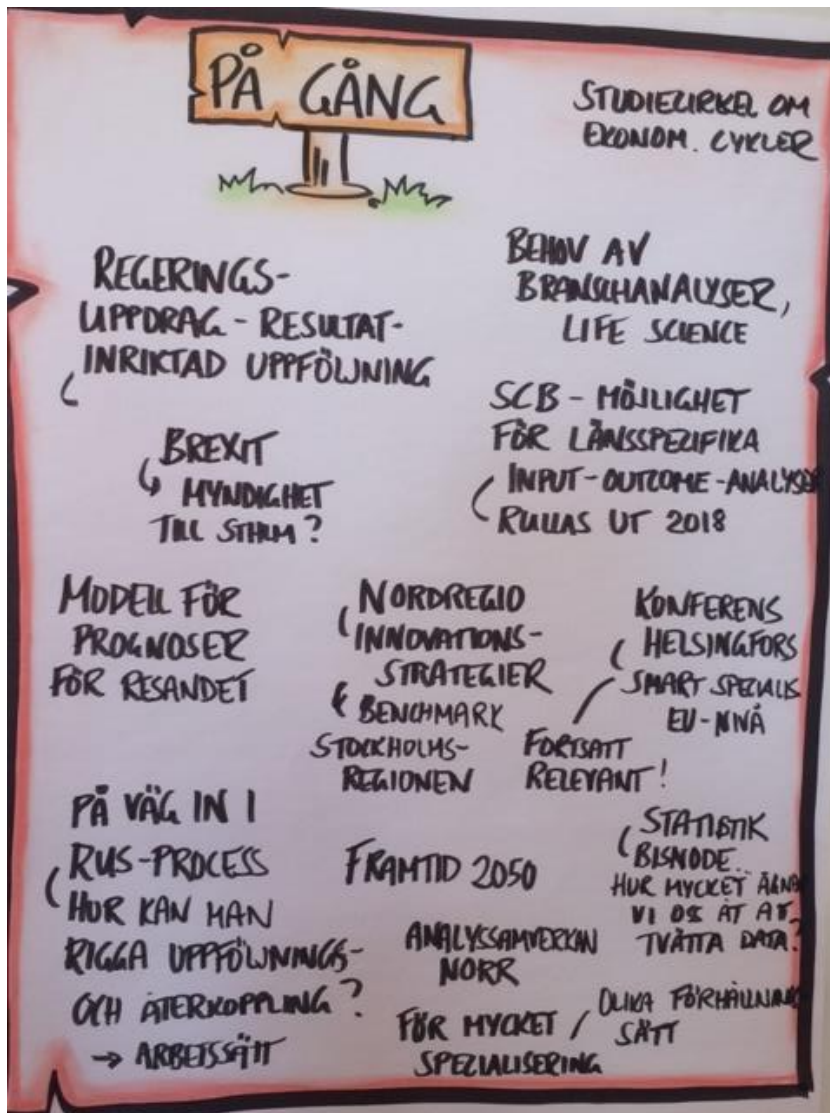 PÅ GÅNG
STUDIECIRKEL OM
EKONOM. CYKLER
REGERINGS-
UPPDRAG - RESULTAT-
INRIKTAD UPPFÖLJNING
BEHOV AV
BRANSCHANALYSER,
LIFE SCIENCE
SCB - MÖJLIGHET
FÖR LÄNSSPECIFIKA
INPUT-OUTCOME-ANALYSER
RULLAS UT 2018
BREXIT
MYNDIGHET
TILL STHLM?
MODELL FÖR
PROGNOSER
FÖR RESANDET
NORDREGIO
INNOVATIONS-
STRATEGIER
BENCHMARK
STOCKHOLMS-
REGIONEN
KONFERENS
HELSINGFORS
SMART SPECIALIS
EU-NIVÅ
FORTSATT
RELEVANT!
PÅ VÄG IN I
RUS-PROCESS
HUR KAN MAN
RIGGA UPPFÖLJNINGS-
OCH ÅTERKOPPLING?
→ ARBETSSÄTT
FRAMTID 2050
STATISTIK
BISNODE
HUR MYCKET ÄGNAR
VI OSS ÅT ATT
TVÄTTA DATA?
ANALYSSAMVERKAN
NORR
FÖR MYCKET /
SPECIALISERING
OLIKA FÖRHÅLLNING
SÄTT